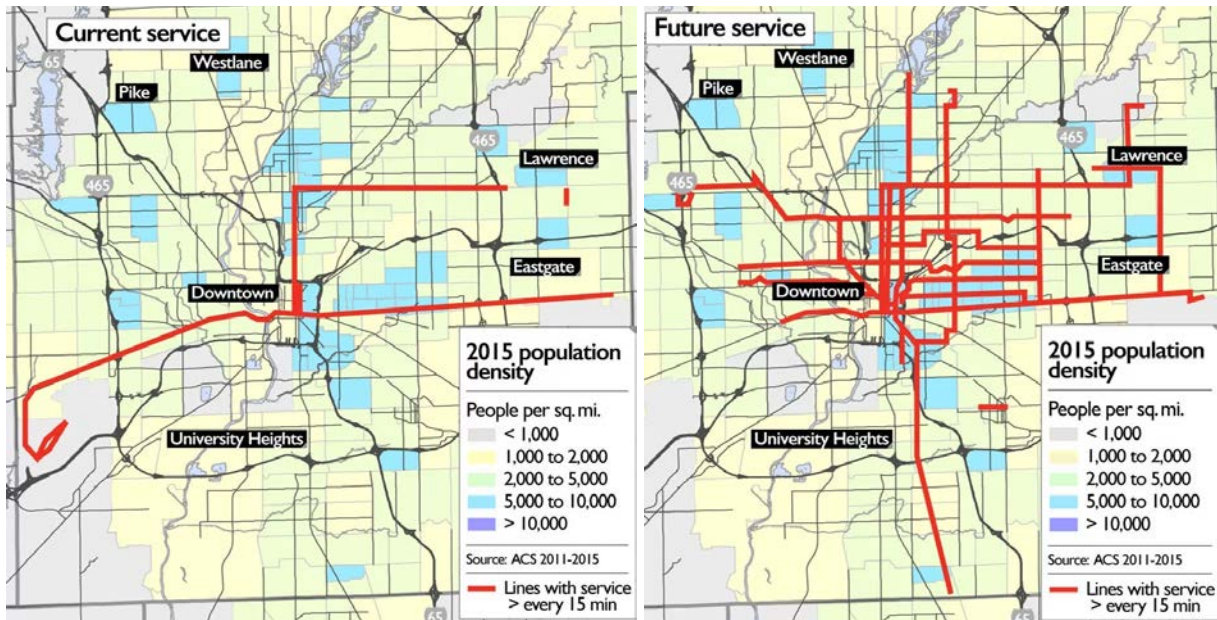 Current service
65
Westlane
Pike
465
Lawrence
465
Eastgate
Downtown
University Heights
2015 population
density
People per sq. mi.
< 1,000
1,000 to 2,000
2,000 to 5,000
5,000 to 10,000
> 10,000
Source: ACS 2011-2015
Lines with service
> every 15 min
65
Future service
Westlane
Pike
465
Lawrence
465
Eastgate
Downtown
University Heights
2015 population
density
People per sq. mi.
< 1,000
1,000 to 2,000
2,000 to 5,000
5,000 to 10,000
> 10,000
Source: ACS 2011-2015
Lines with service
> every 15 min
65